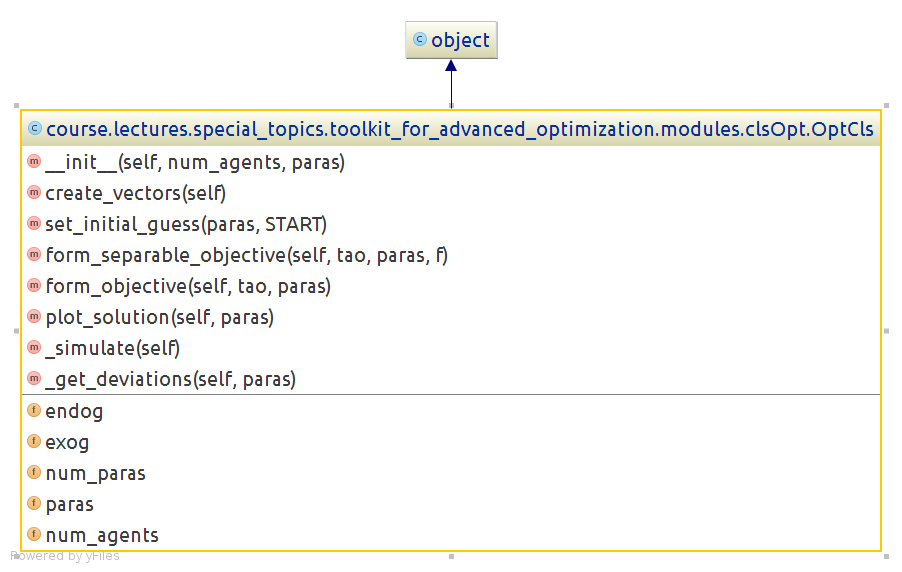 object
course.lectures.special_topics.toolkit_for_advanced_optimization.modules.clsOpt.OptCls
__init__(self, num_agents, paras)
create_vectors(self)
set_initial_guess(paras, START)
form_separable_objective(self, tao, paras, f)
form_objective(self, tao, paras)
plot_solution(self, paras)
_simulate(self)
_get_deviations(self, paras)
endog
exog
num_paras
paras
num_agents
Powered by yFiles